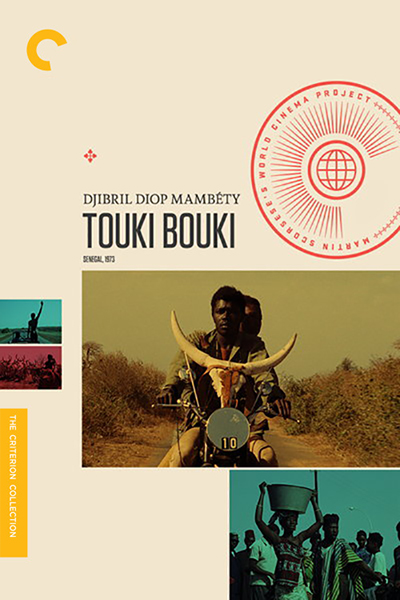 MARTIN SCORSESE'S WORLD CINEMA PROJECT
DJIBRIL DIOP MAMBÉTY
TOUKI BOUKI
SENEGAL, 1973
10
THE CRITERION COLLECTION